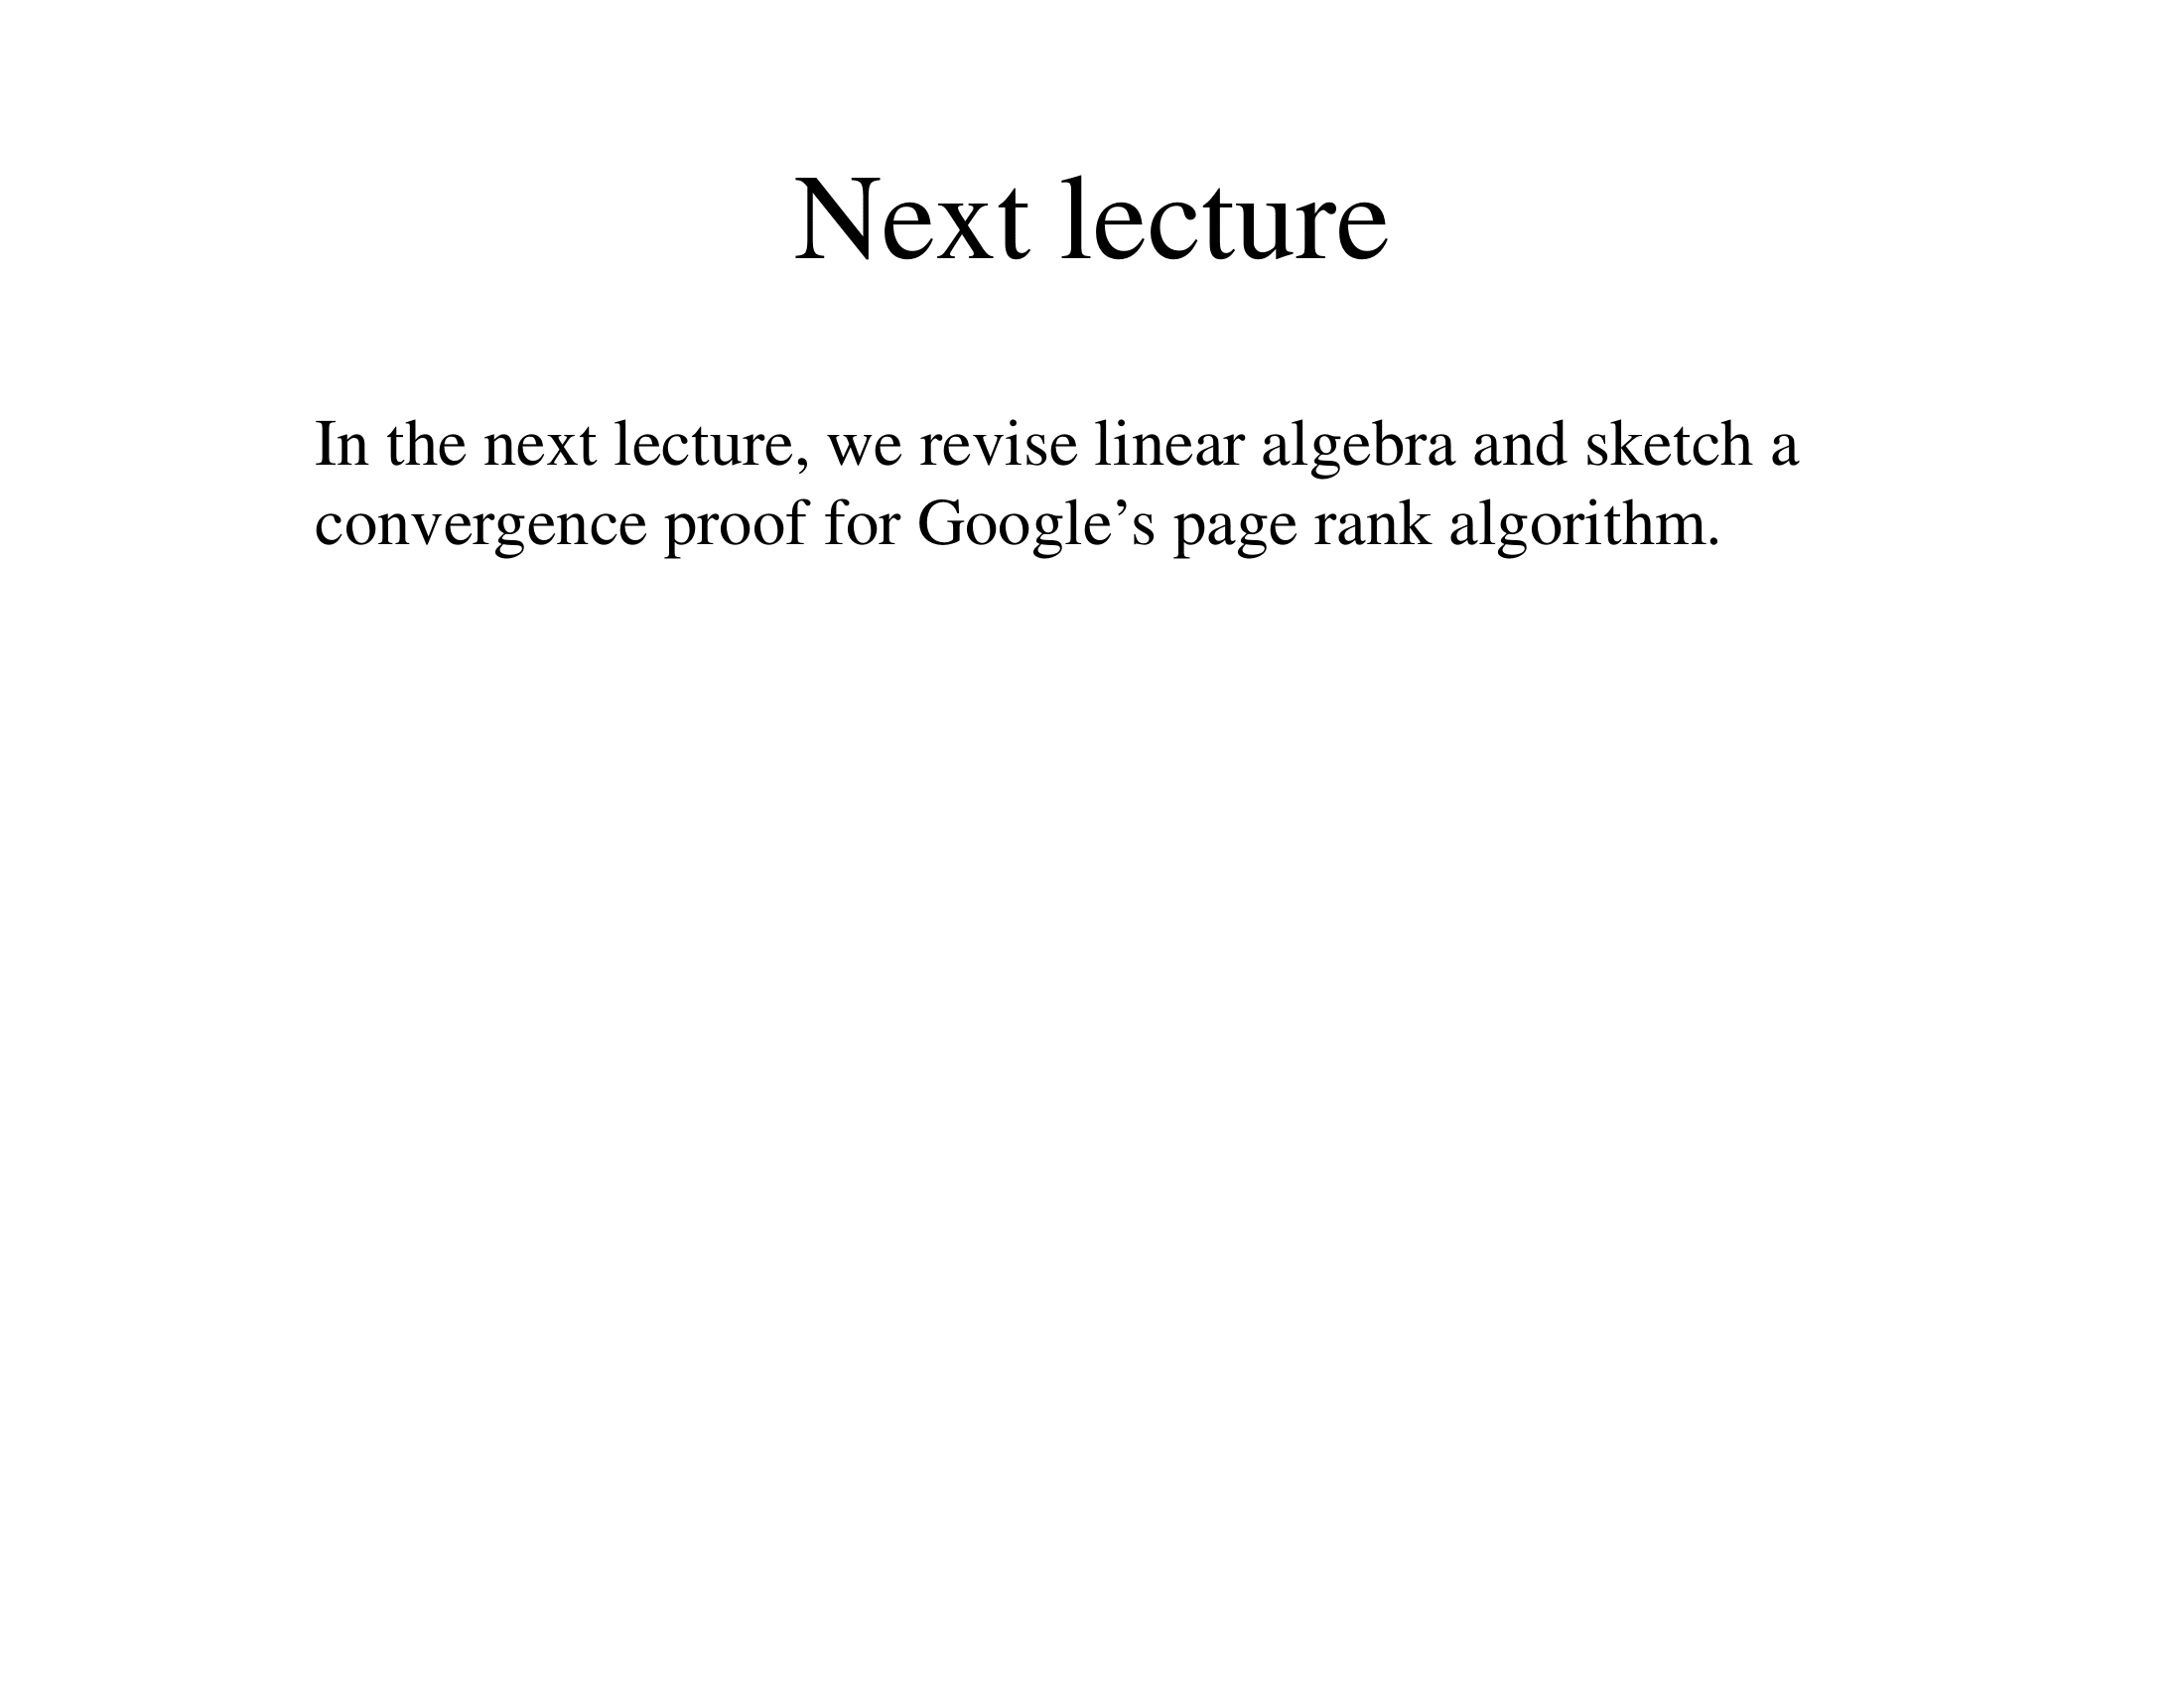 Next lecture
In the next lecture, we revise linear algebra and sketch a
convergence proof for Google’s page rank algorithm.